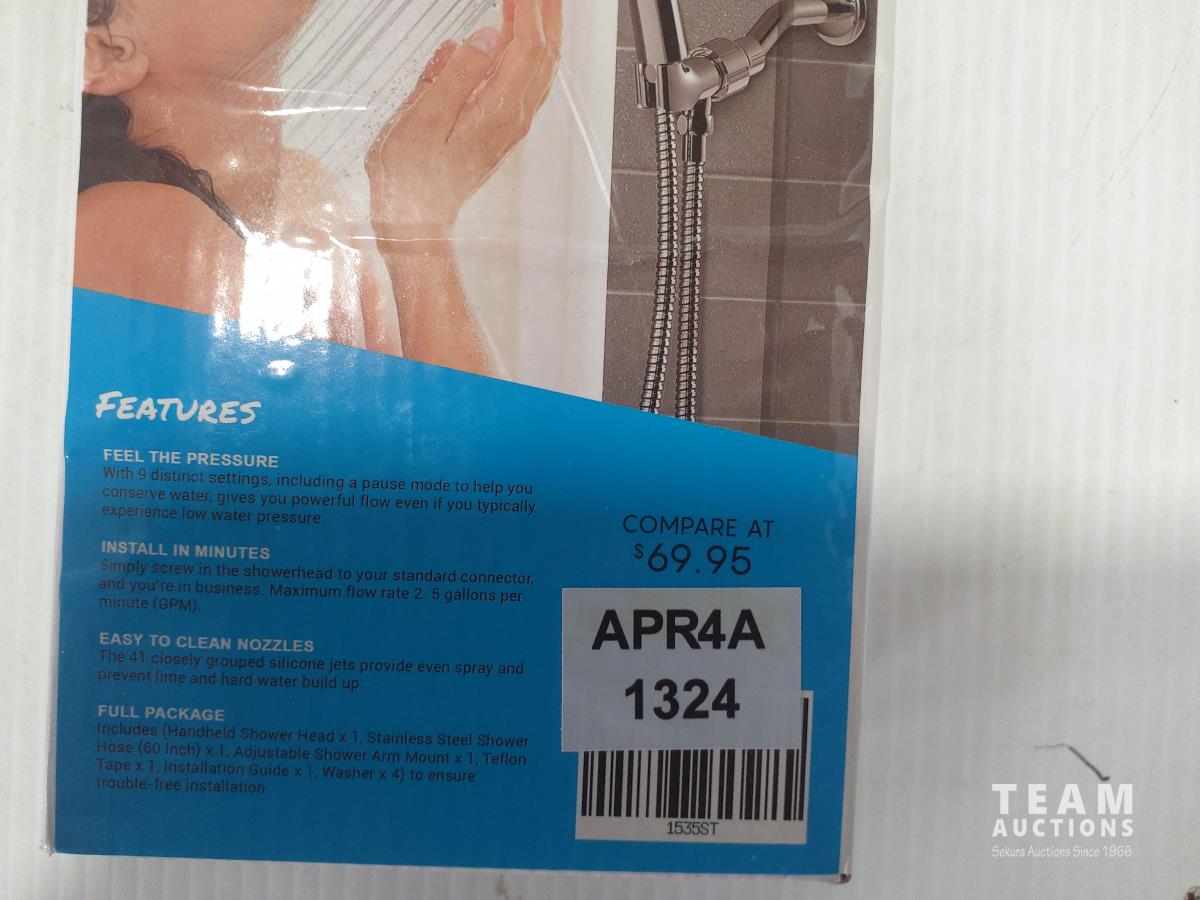 FEATURES
FEEL THE PRESSURE
With 9 distinct settings, including a pause mode to help you
conserve water, gives you powerful flow even if you typically
experience low water pressure.
INSTALL IN MINUTES
Simply screw in the showerhead to your standard connector,
and you're in business. Maximum flow rate 2. 5 gallons per
minute (GPM).
EASY TO CLEAN NOZZLES
The 41 closely grouped silicone jets provide even spray and
prevent lime and hard water build up.
FULL PACKAGE
Includes (Handheld Shower Head x 1, Stainless Steel Shower
Hose (60 Inch) x 1, Adjustable Shower Arm Mount x 1, Teflon
Tape x 1, Installation Guide x 1, Washer x 4) to ensure
trouble-free installation.
COMPARE AT
$69.95
APR4A
1324
1535ST
TEAM
AUCTIONS
Sekura Auctions Since 1966